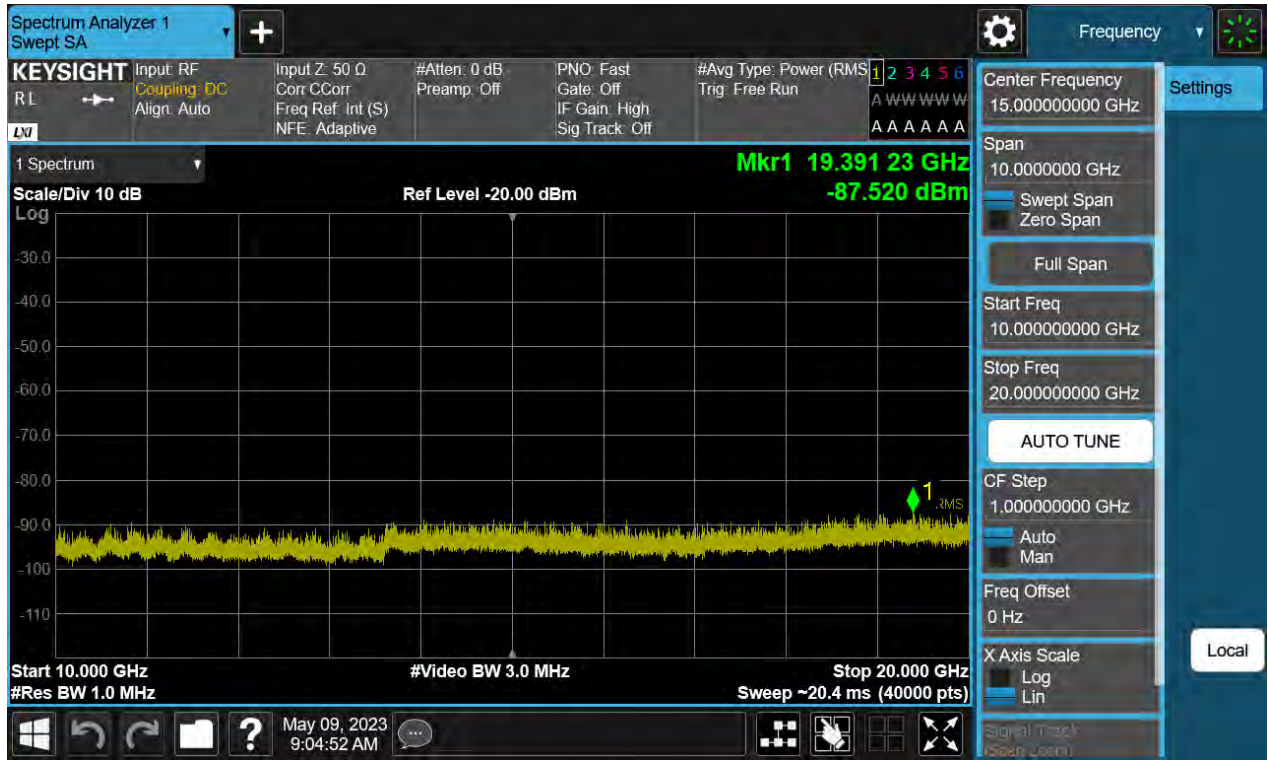 Spectrum Analyzer 1
Swept SA
+
Frequency
KEYSIGHT
RL
LXI
Input: RF
Coupling: DC
Align: Auto
Input Z: 50 Ω
Corr CCorr
Freq Ref: Int (S)
NFE: Adaptive
#Atten: 0 dB
Preamp: Off
PNO: Fast
Gate: Off
IF Gain: High
Sig Track: Off
#Avg Type: Power (RMS
Trig: Free Run
1 2 3 4 5 6
A W W W W W
A A A A A A
1 Spectrum
Mkr1 19.391 23 GHz
-87.520 dBm
Scale/Div 10 dB
Ref Level -20.00 dBm
Log
-30.0
-40.0
-50.0
-60.0
-70.0
-80.0
-90.0
-100
-110
1
RMS
Start 10.000 GHz
#Video BW 3.0 MHz
Stop 20.000 GHz
#Res BW 1.0 MHz
Sweep ~20.4 ms (40000 pts)
Center Frequency
15.000000000 GHz
Settings
Span
10.0000000 GHz
Swept Span
Zero Span
Full Span
Start Freq
10.000000000 GHz
Stop Freq
20.000000000 GHz
AUTO TUNE
CF Step
1.000000000 GHz
Auto
Man
Freq Offset
0 Hz
X Axis Scale
Log
Lin
Local
Signal Track
(Span Zoom)
?
May 09, 2023
9:04:52 AM